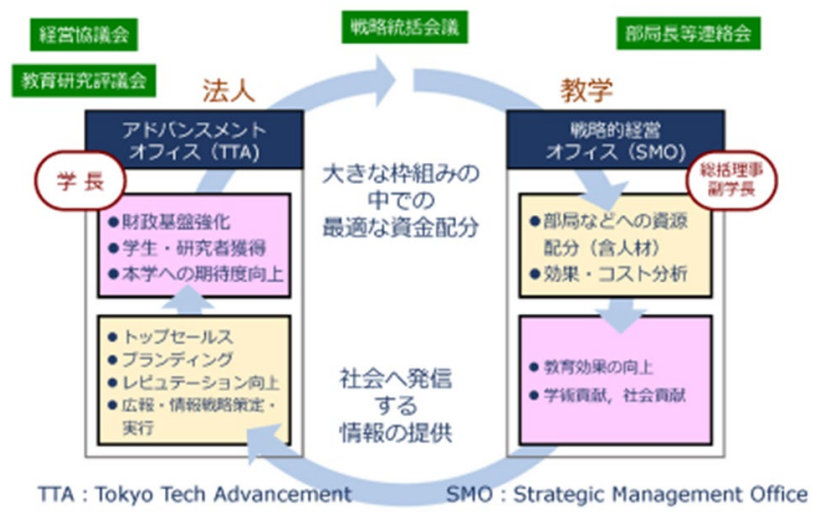 経営協議会
戦略統括会議
部局長等連絡会
教育研究評議会
法人
教学
アドバンスメント
オフィス（TTA)
戦略的経営
オフィス（SMO)
学 長
総括理事
副学長
●財政基盤強化
●学生・研究者獲得
●本学への期待度向上
大きな枠組みの
中での
最適な資金配分
●部局などへの資源
配分（含人材）
●効果・コスト分析
●トップセールス
●ブランディング
●レピュテーション向上
●広報・情報戦略策定・
実行
社会へ発信
する
情報の提供
●教育効果の向上
●学術貢献，社会貢献
TTA：Tokyo Tech Advancement
SMO：Strategic Management Office